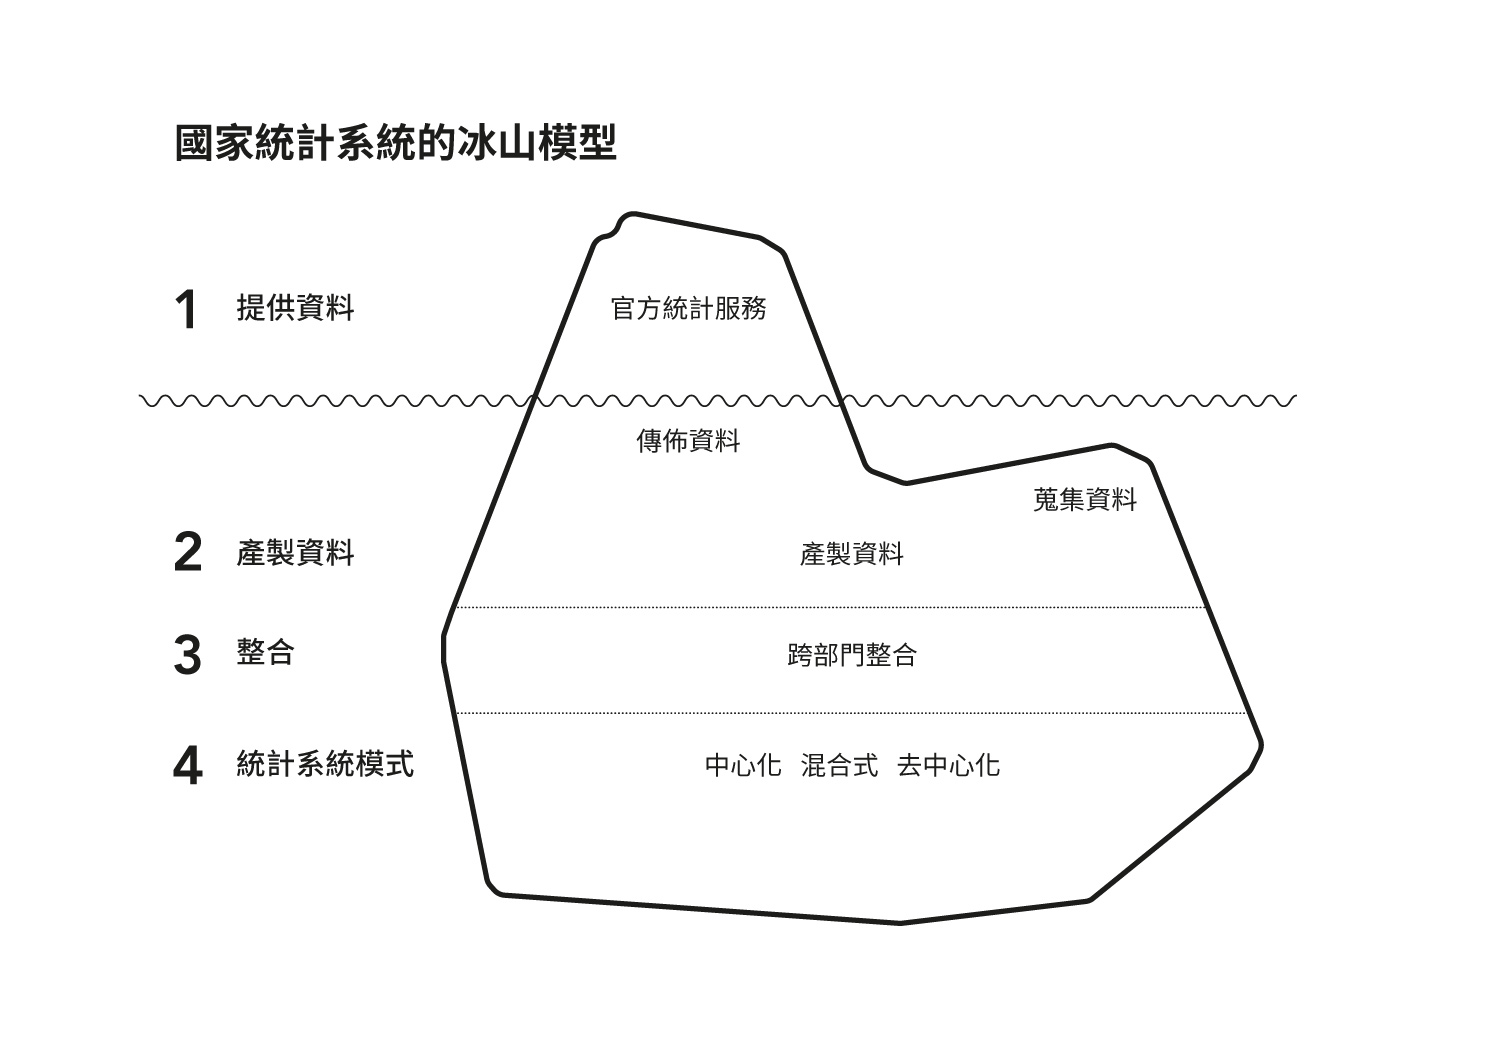 國家統計系統的冰山模型
1 提供資料
官方統計服務
傳佈資料
蒐集資料
2 產製資料
產製資料
3 整合
跨部門整合
4 統計系統模式
中心化 混合式 去中心化